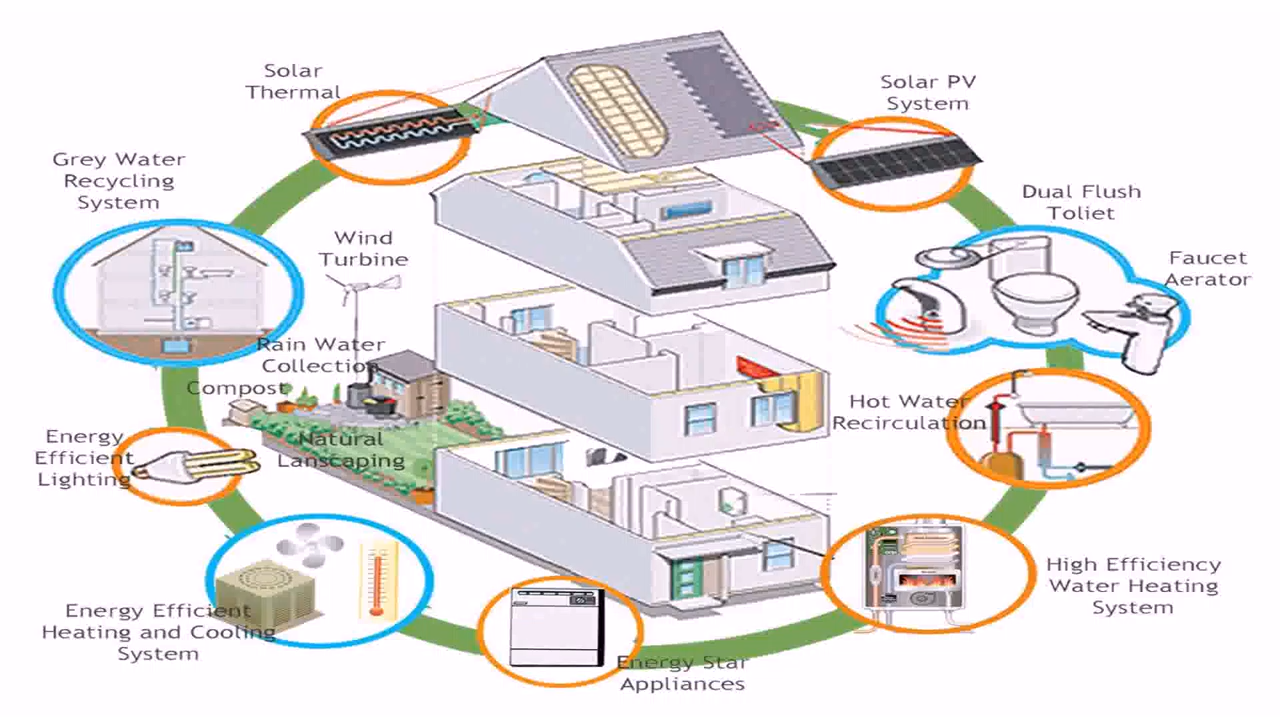 Solar
Thermal
Solar PV
System
Grey Water
Recycling
System
Dual Flush
Toliet
Wind
Turbine
Faucet
Aerator
Rain Water
Collection
Compost
Hot Water
Recirculation
Energy
Efficient
Lighting
Natural
Lanscaping
High Efficiency
Water Heating
System
Energy Efficient
Heating and Cooling
System
Energy Star
Appliances